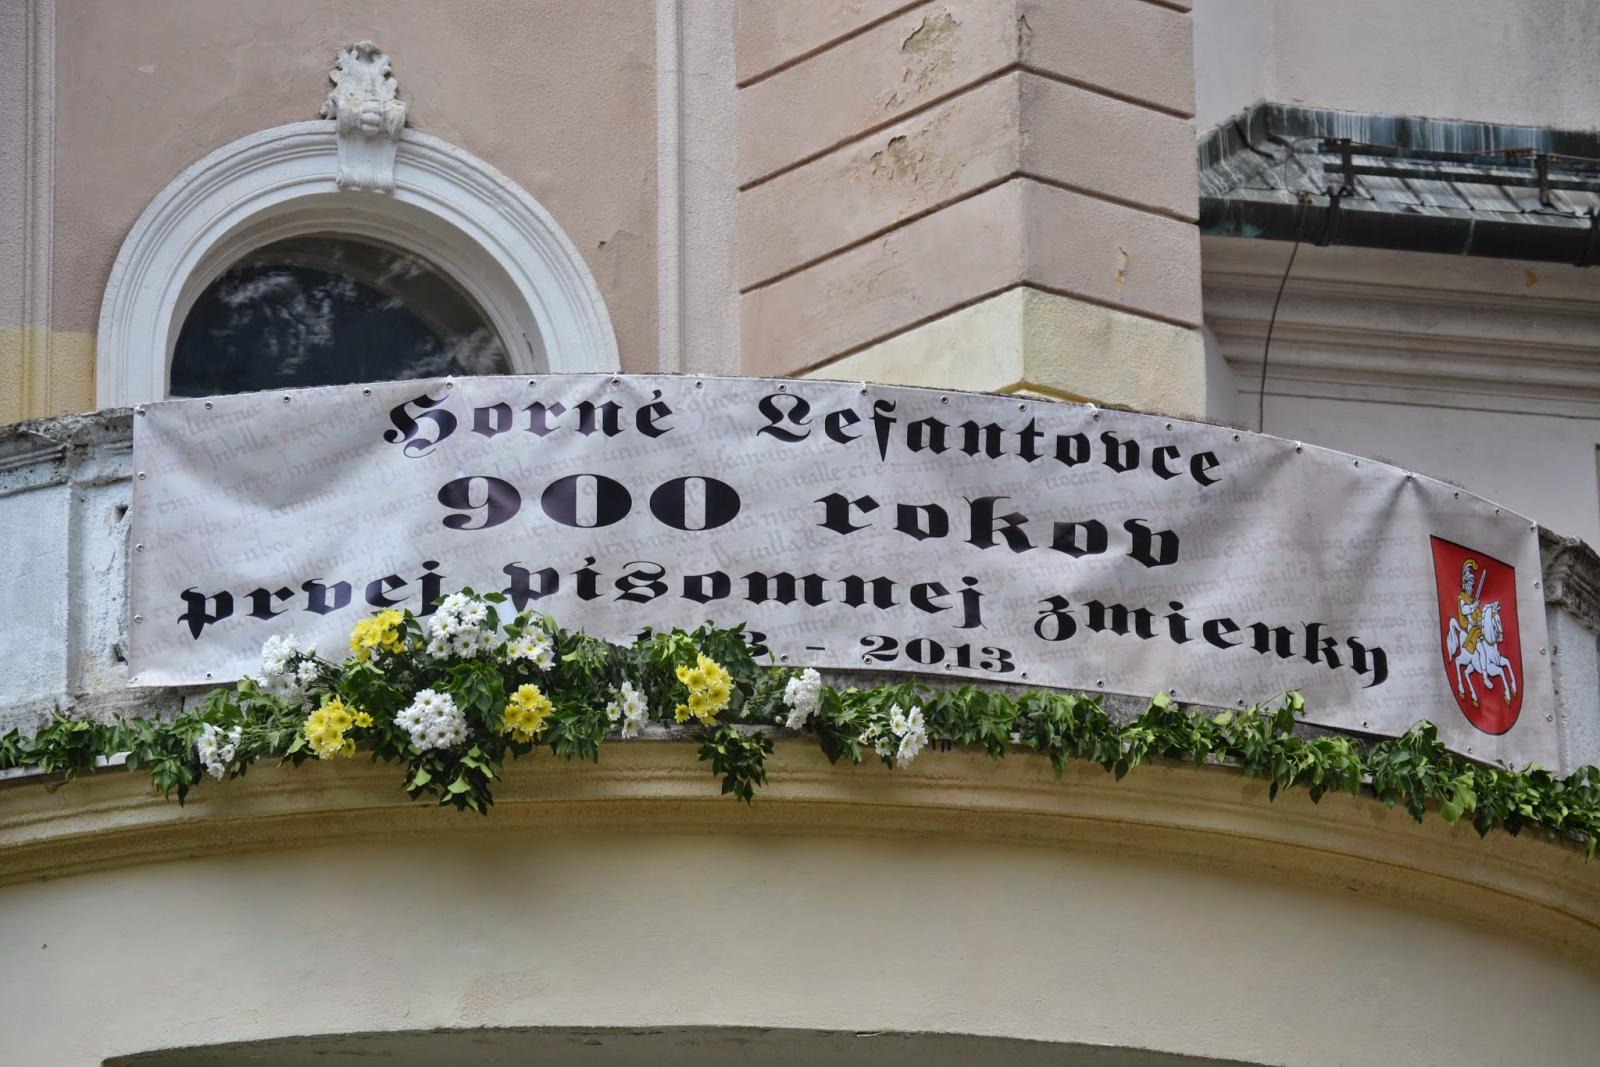 Horné Lefantovce
900 rokov
prvej písomnej zmienky
- 2013